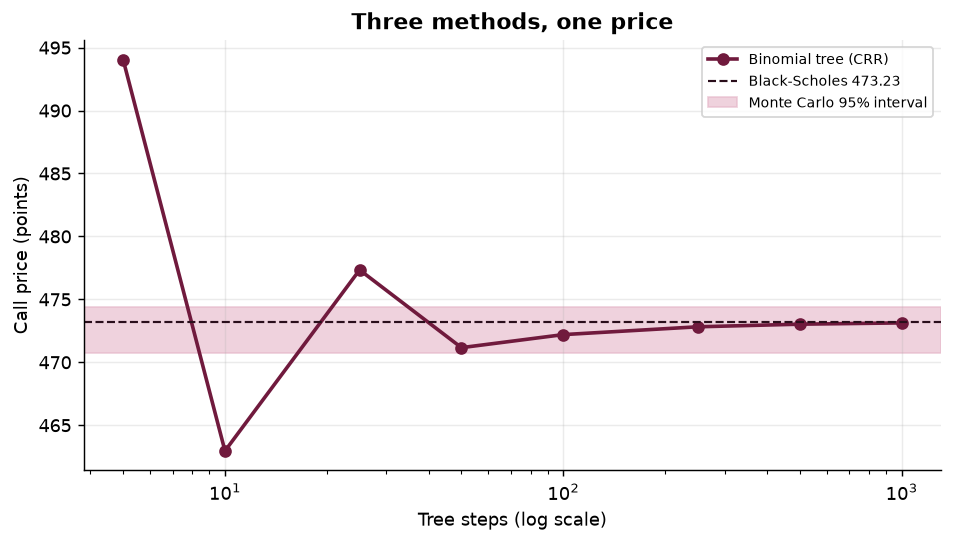 Three methods, one price
Binomial tree (CRR)
Black-Scholes 473.23
Monte Carlo 95% interval
Call price (points)
495
490
485
480
475
470
465
10¹
10²
10³
Tree steps (log scale)